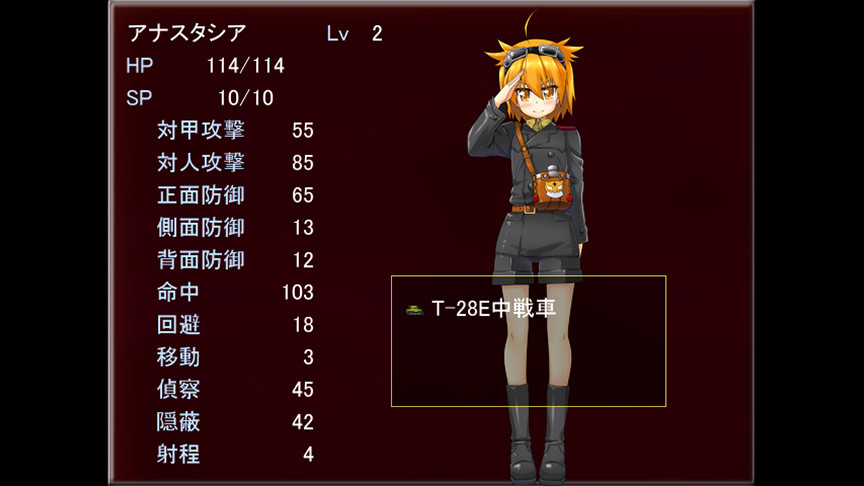 アナスタシア Lv 2
HP 114/114
SP 10/10
対甲攻撃 55
対人攻撃 85
正面防御 65
側面防御 13
背面防御 12
命中 103
回避 18
移動 3
偵察 45
隠蔽 42
射程 4
T-28E中戦車